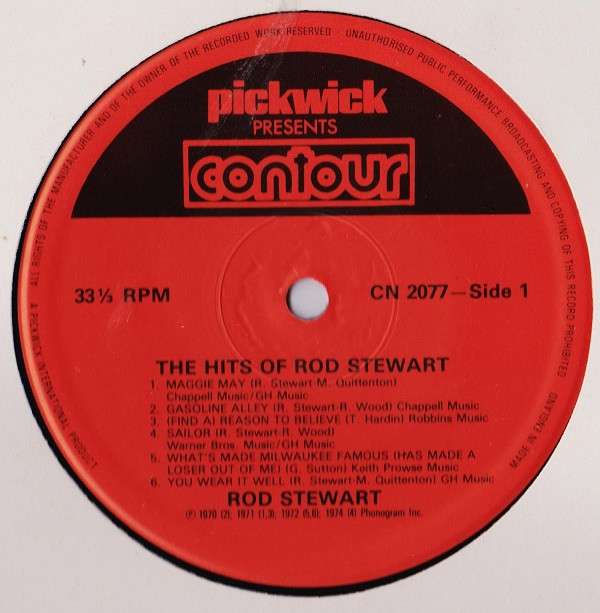 ALL RIGHTS OF THE MANUFACTURER AND OF THE OWNER OF THE RECORDED WORK RESERVED · UNAUTHORISED PUBLIC PERFORMANCE BROADCASTING AND COPYING OF THIS RECORD PROHIBITED
pickwick
PRESENTS
contour
33⅓ RPM
CN 2077—Side 1
THE HITS OF ROD STEWART
1. MAGGIE MAY (R. Stewart-M. Quittenton)
Chappell Music/GH Music
2. GASOLINE ALLEY (R. Stewart-R. Wood) Chappell Music
3. (FIND A) REASON TO BELIEVE (T. Hardin) Robbins Music
4. SAILOR (R. Stewart-R. Wood)
Warner Bros. Music/GH Music
5. WHAT'S MADE MILWAUKEE FAMOUS (HAS MADE A
LOSER OUT OF ME) (G. Sutton) Keith Prowse Music
6. YOU WEAR IT WELL (R. Stewart-M. Quittenton) GH Music
ROD STEWART
℗ 1970 (2); 1971 (1,3); 1972 (5,6); 1974 (4) Phonogram Inc.
A PICKWICK INTERNATIONAL PRODUCT
MADE IN ENGLAND